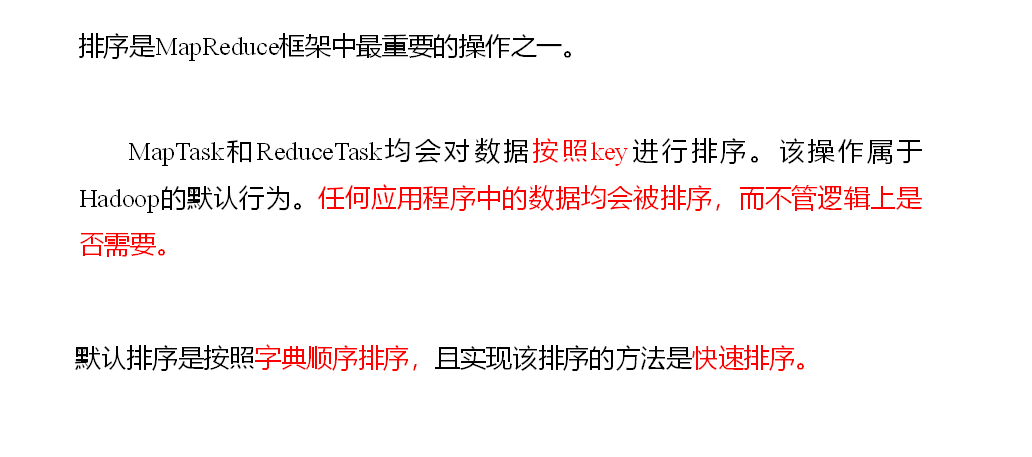 排序是MapReduce框架中最重要的操作之一。
MapTask和ReduceTask均会对数据按照key进行排序。该操作属于
Hadoop的默认行为。任何应用程序中的数据均会被排序，而不管逻辑上是
否需要。
默认排序是按照字典顺序排序，且实现该排序的方法是快速排序。